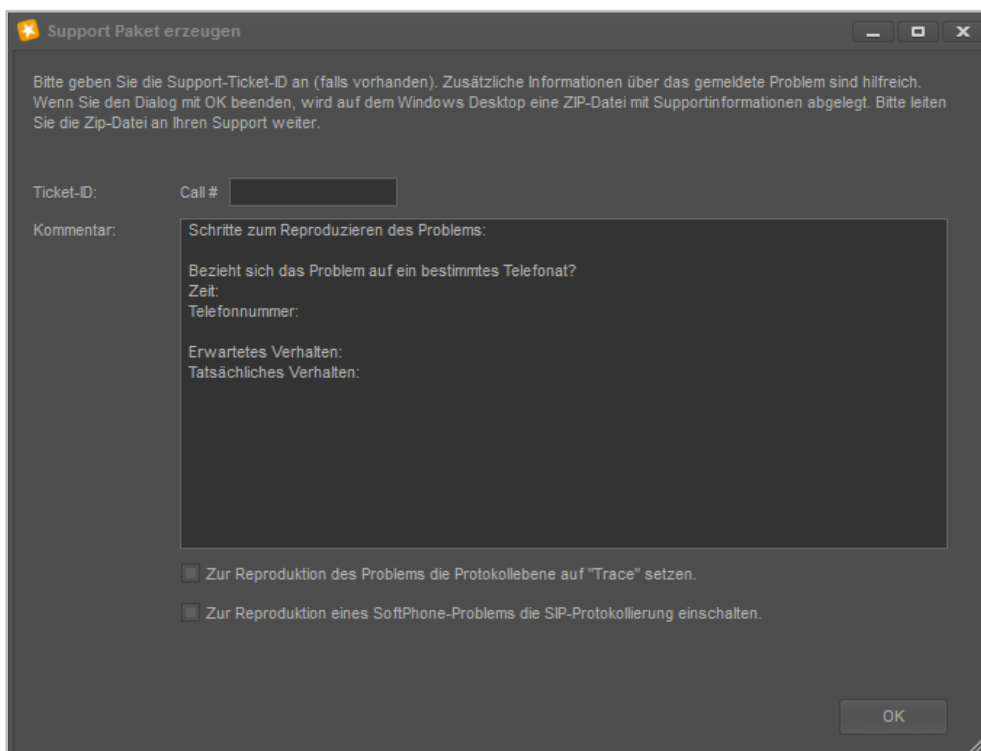 Support Paket erzeugen
Bitte geben Sie die Support-Ticket-ID an (falls vorhanden). Zusätzliche Informationen über das gemeldete Problem sind hilfreich.
Wenn Sie den Dialog mit OK beenden, wird auf dem Windows Desktop eine ZIP-Datei mit Supportinformationen abgelegt. Bitte leiten
Sie die Zip-Datei an Ihren Support weiter.
Ticket-ID: Call #
Kommentar:
Schritte zum Reproduzieren des Problems:
Bezieht sich das Problem auf ein bestimmtes Telefonat?
Zeit:
Telefonnummer:
Erwartetes Verhalten:
Tatsächliches Verhalten:
Zur Reproduktion des Problems die Protokollebene auf "Trace" setzen.
Zur Reproduktion eines SoftPhone-Problems die SIP-Protokollierung einschalten.
OK